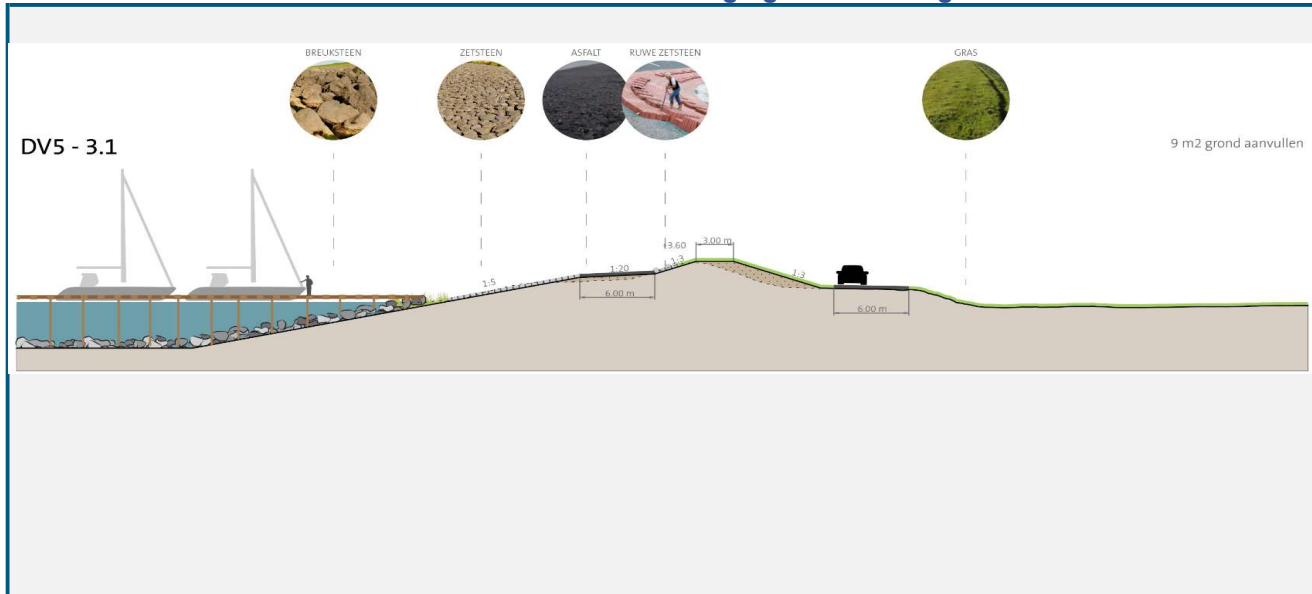 BREUKSTEEN
ZETSTEEN
ASFALT
RUWE ZETSTEEN
GRAS
DV5 - 3.1
9 m2 grond aanvullen
+3.60
3.00 m
1:3
1:20
1:3
1:5
6.00 m
6.00 m